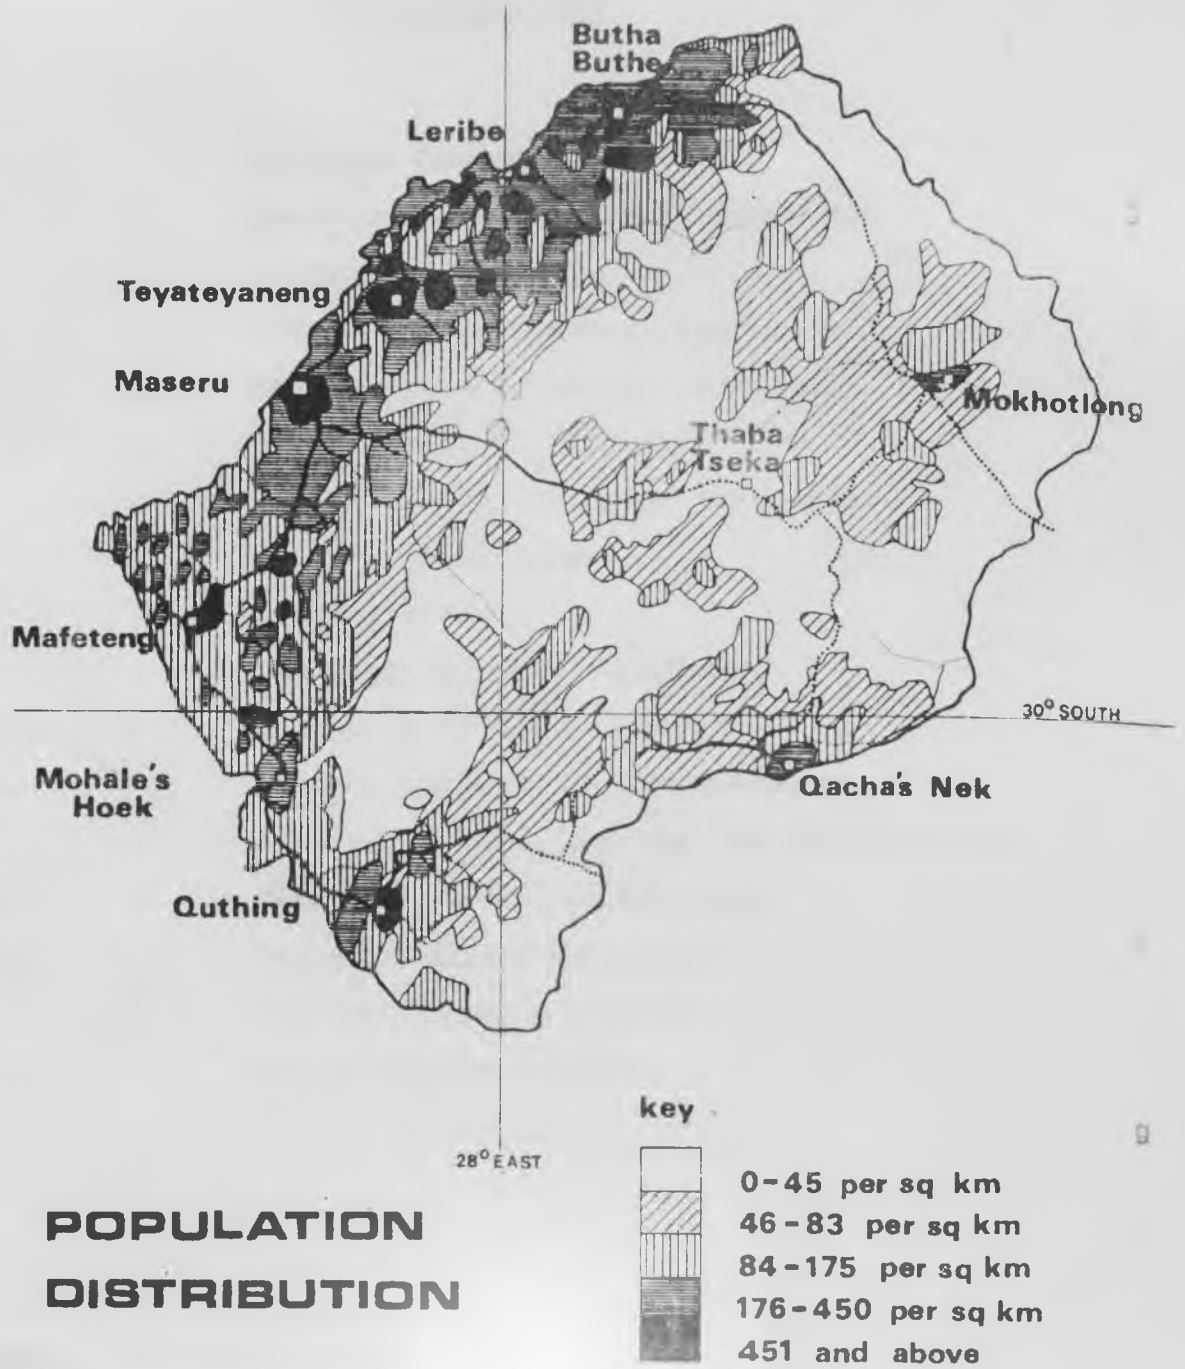 Butha
Buthe
Leribe
Teyateyaneng
Maseru
Mokhotlong
Thaba
Tseka
Mafeteng
30° SOUTH
Mohale's
Hoek
Qacha's Nek
Quthing
key
28° EAST
0-45 per sq km
46-83 per sq km
84-175 per sq km
176-450 per sq km
451 and above
POPULATION
DISTRIBUTION